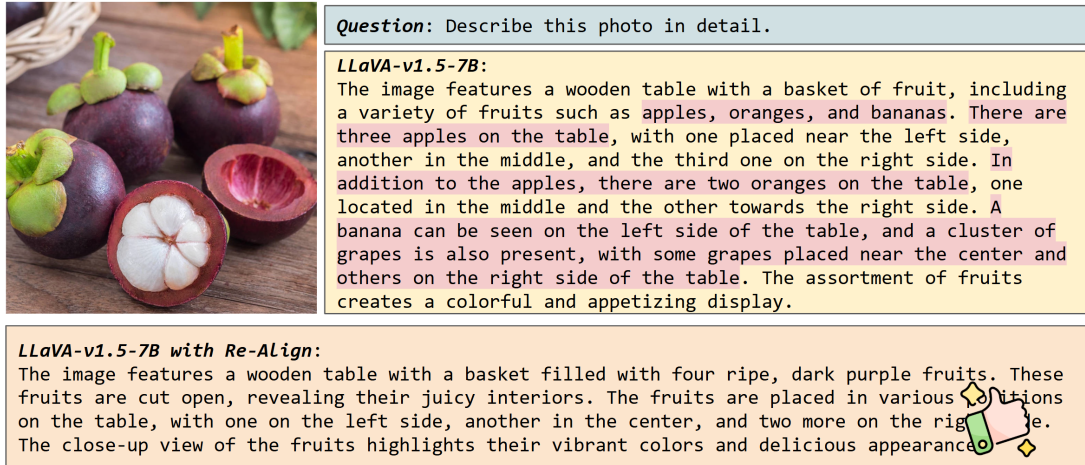 Question: Describe this photo in detail.
LLaVA-v1.5-7B:
The image features a wooden table with a basket of fruit, including
a variety of fruits such as apples, oranges, and bananas. There are
three apples on the table, with one placed near the left side,
another in the middle, and the third one on the right side. In
addition to the apples, there are two oranges on the table, one
located in the middle and the other towards the right side. A
banana can be seen on the left side of the table, and a cluster of
grapes is also present, with some grapes placed near the center and
others on the right side of the table. The assortment of fruits
creates a colorful and appetizing display.
LLaVA-v1.5-7B with Re-Align:
The image features a wooden table with a basket filled with four ripe, dark purple fruits. These
fruits are cut open, revealing their juicy interiors. The fruits are placed in various
on the table, with one on the left side, another in the center, and two more on the
The close-up view of the fruits highlights their vibrant colors and delicious appearance